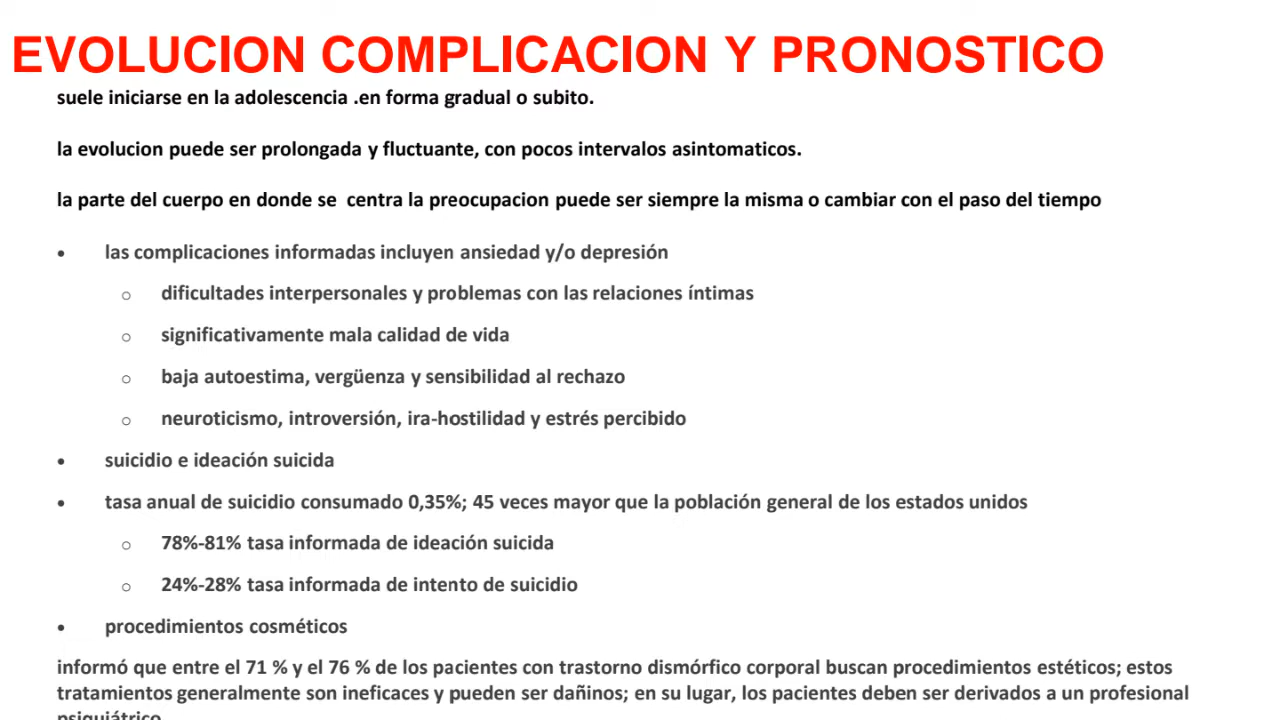 EVOLUCION COMPLICACION Y PRONOSTICO
suele iniciarse en la adolescencia .en forma gradual o subito.
la evolucion puede ser prolongada y fluctuante, con pocos intervalos asintomaticos.
la parte del cuerpo en donde se centra la preocupacion puede ser siempre la misma o cambiar con el paso del tiempo
• las complicaciones informadas incluyen ansiedad y/o depresión
o dificultades interpersonales y problemas con las relaciones íntimas
o significativamente mala calidad de vida
o baja autoestima, vergüenza y sensibilidad al rechazo
o neuroticismo, introversión, ira-hostilidad y estrés percibido
• suicidio e ideación suicida
• tasa anual de suicidio consumado 0,35%; 45 veces mayor que la población general de los estados unidos
o 78%-81% tasa informada de ideación suicida
o 24%-28% tasa informada de intento de suicidio
• procedimientos cosméticos
informó que entre el 71 % y el 76 % de los pacientes con trastorno dismórfico corporal buscan procedimientos estéticos; estos
tratamientos generalmente son ineficaces y pueden ser dañinos; en su lugar, los pacientes deben ser derivados a un profesional
psiquiátrico